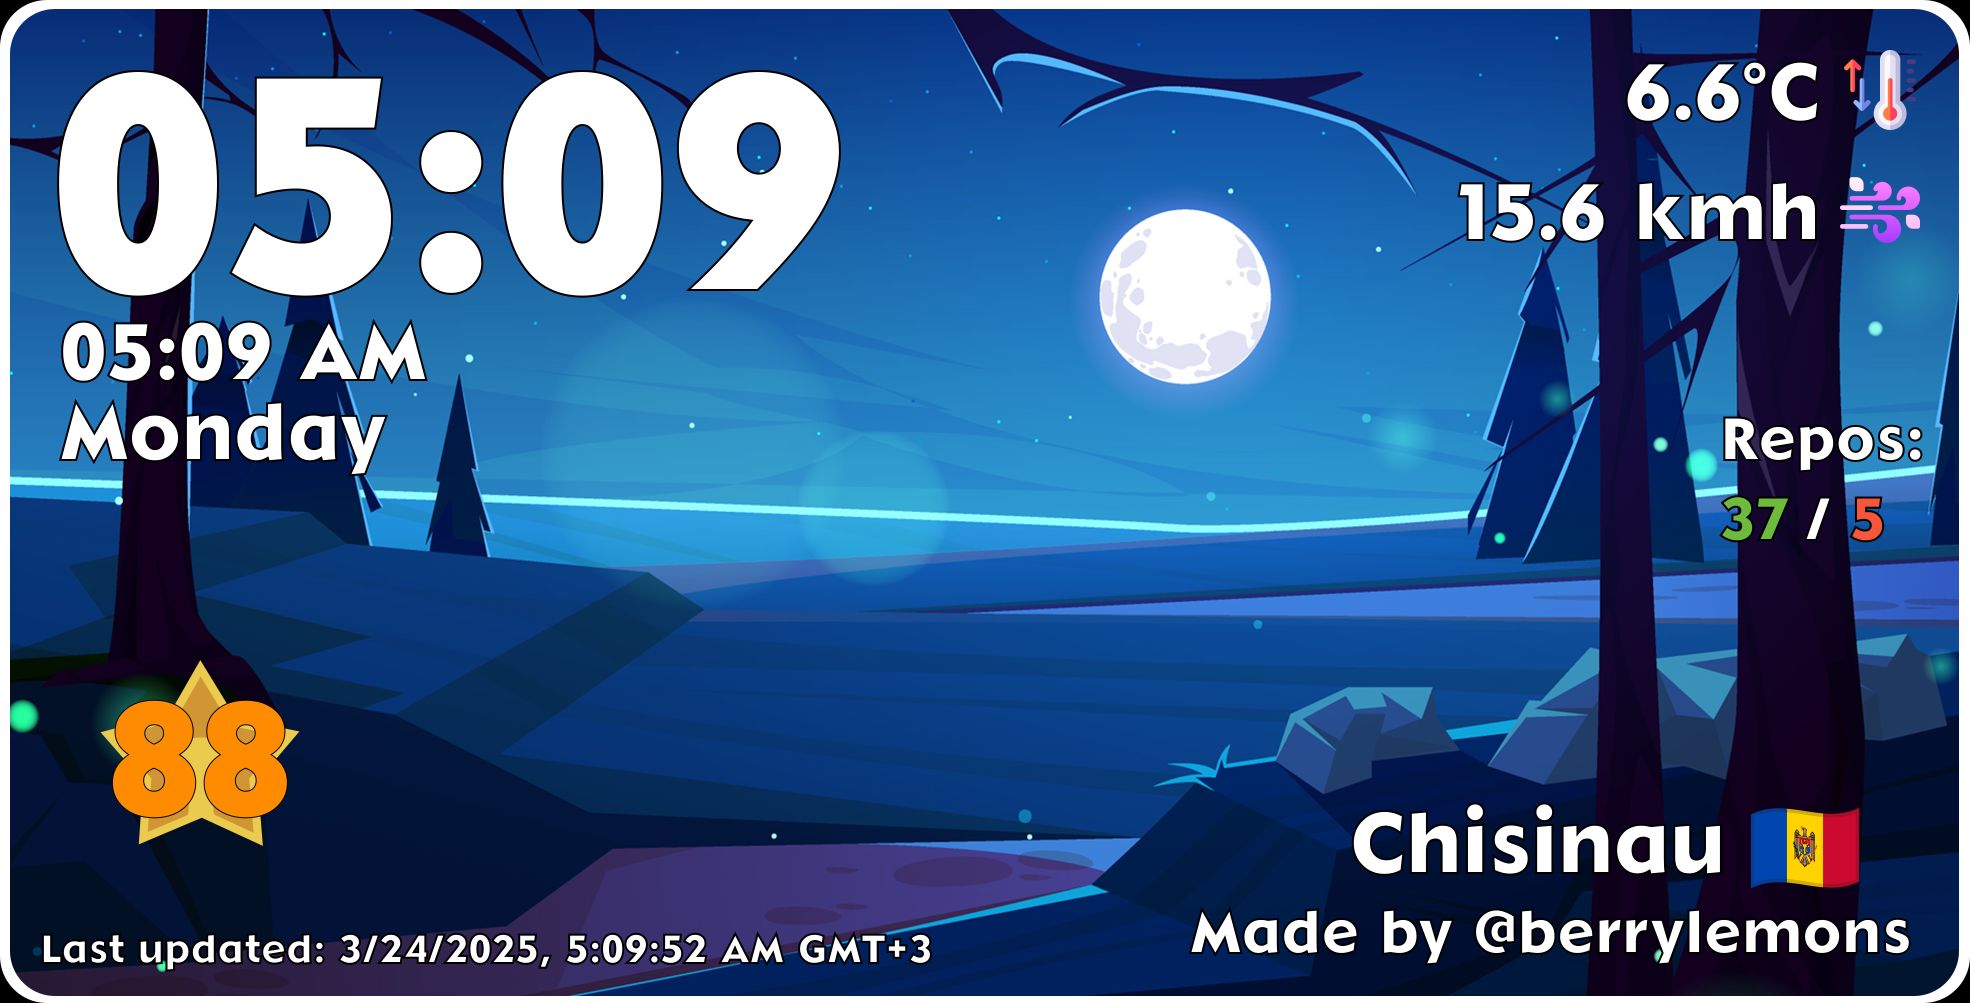 05:09
05:09 AM
Monday
6.6°C
15.6 kmh
Repos:
37 / 5
88
Chisinau
Made by @berrylemons
Last updated: 3/24/2025, 5:09:52 AM GMT+3